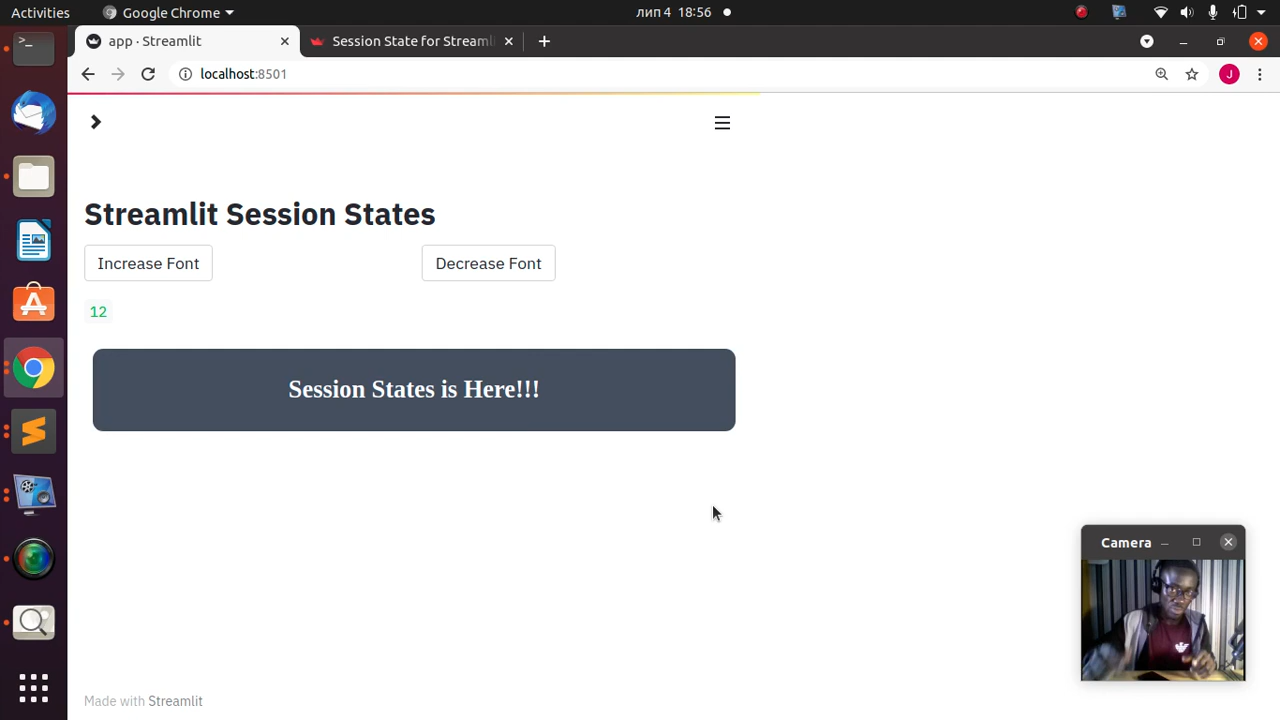 Activities
Google Chrome
лип 4 18:56
app · Streamlit
Session State for Streaml
localhost:8501
J
Streamlit Session States
Increase Font
Decrease Font
12
Session States is Here!!!
Camera
Made with Streamlit